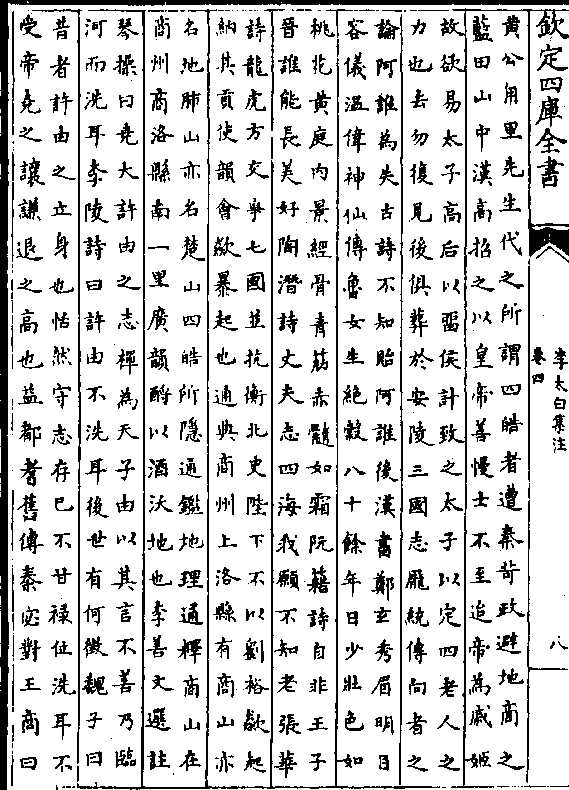 欽定四庫全書
李太白集注
卷四
八
黄公用里先生代之所謂四皓者遭秦苛政避地商之
藍田山中漢高招之以皇帝善慢士不至迨帝為戚姬
故欲易太子高后以留侯計致之太子以定四老人之
力也去勿復見後俱葬於安陵三國志龎統傳向者之
論阿誰為失古詩不知貽阿誰後漢書鄭玄秀眉明目
容儀温偉神仙傳魯女生絶穀八十餘年日少壯色如
桃花黄庭内景經骨青筋赤髓如霜阮籍詩自非王子
晉誰能長美好陶潛詩丈夫志四海我願不知老張華
詩龍虎方交爭七國並抗衡北史陛下不以劉裕歘起
納其貢使韻會歘暴起也通典商州上洛縣有商山亦
名地肺山亦名楚山四皓所隱通鑑地理通釋商山在
商州商洛縣南一里廣韻酹以酒沃地也李善文選註
琴操曰堯大許由之志禪為天子由以其言不善乃臨
河而洗耳李陵詩曰許由不洗耳後世有何徵魏子曰
昔者許由之立身也恬然守志存已不甘禄位洗耳不
受帝堯之讓謙退之高也益都耆舊傳秦宓對王商曰